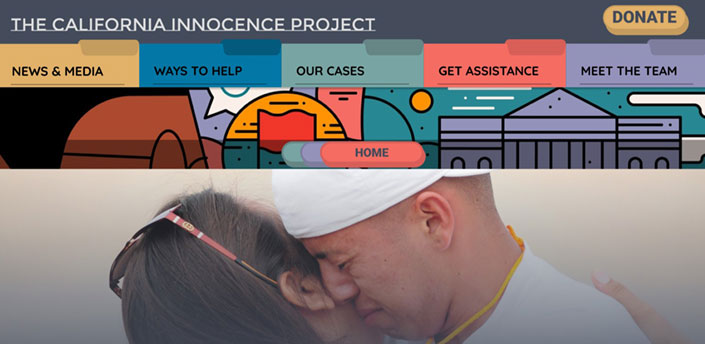 THE CALIFORNIA INNOCENCE PROJECT
DONATE
NEWS & MEDIA
WAYS TO HELP
OUR CASES
GET ASSISTANCE
MEET THE TEAM
HOME